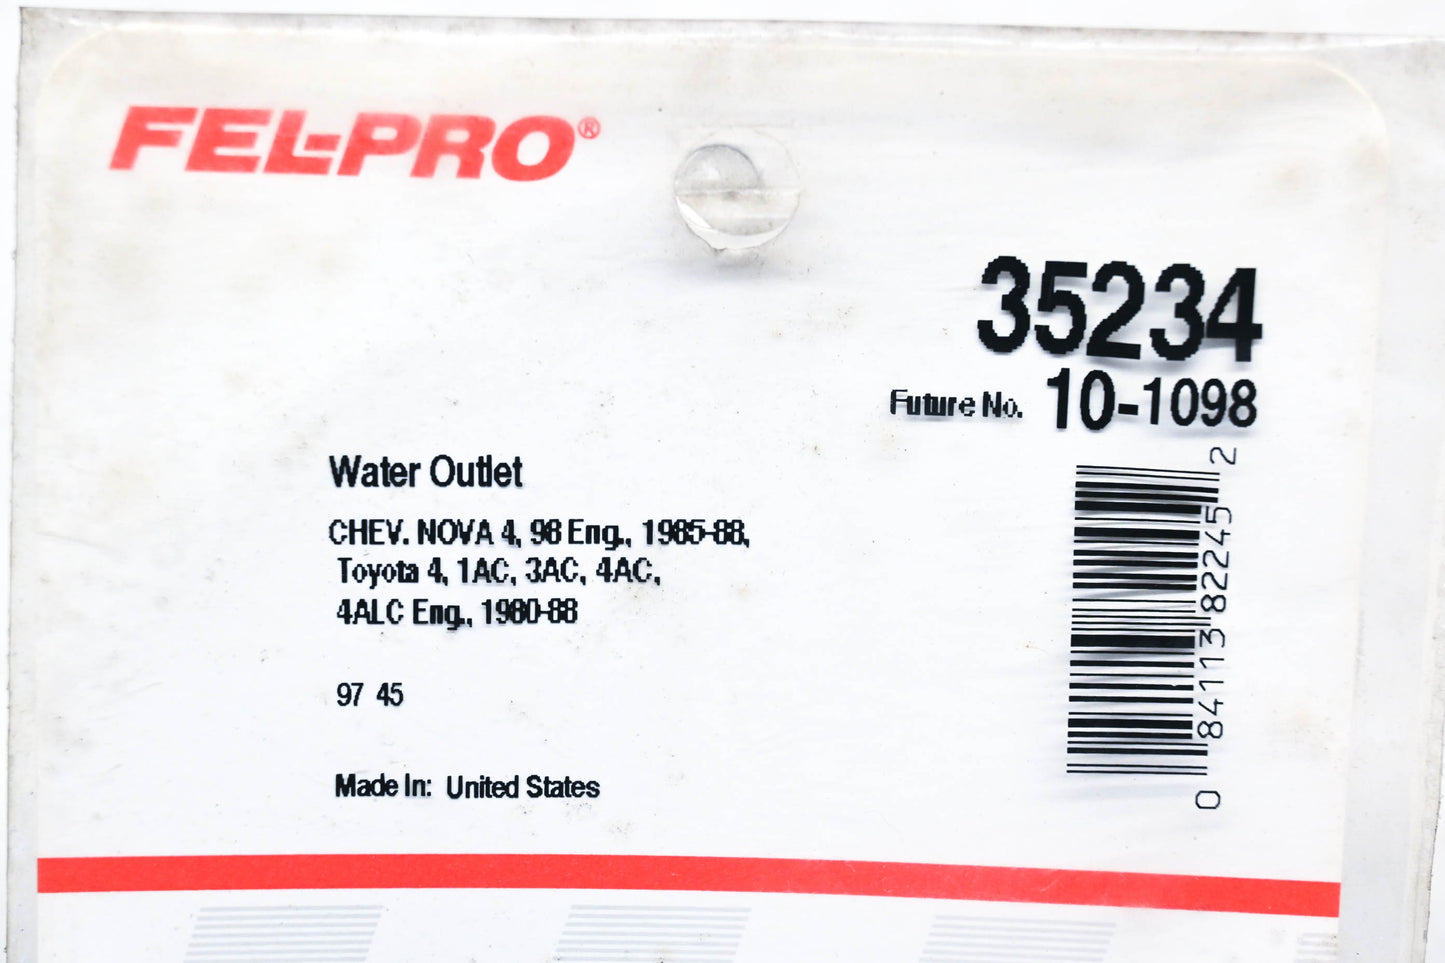 FEL-PRO®
35234
Future No. 10-1098
Water Outlet
CHEV. NOVA 4, 98 Eng., 1985-88,
Toyota 4, 1AC, 3AC, 4AC,
4ALC Eng., 1980-88
97 45
Made In: United States
0 84113 82245 2